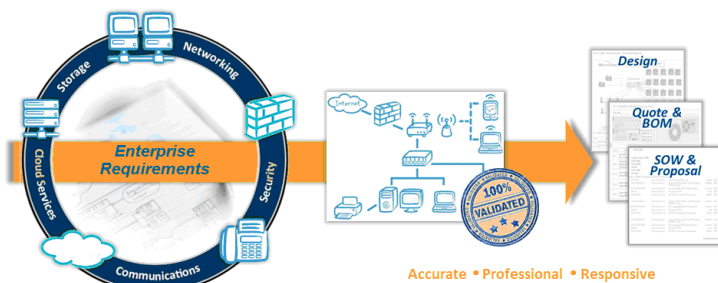 Storage
Networking
Cloud Services
Security
Communications
Enterprise
Requirements
Internet
100%
VALIDATED
Design
Quote &
BOM
SOW &
Proposal
Accurate • Professional • Responsive